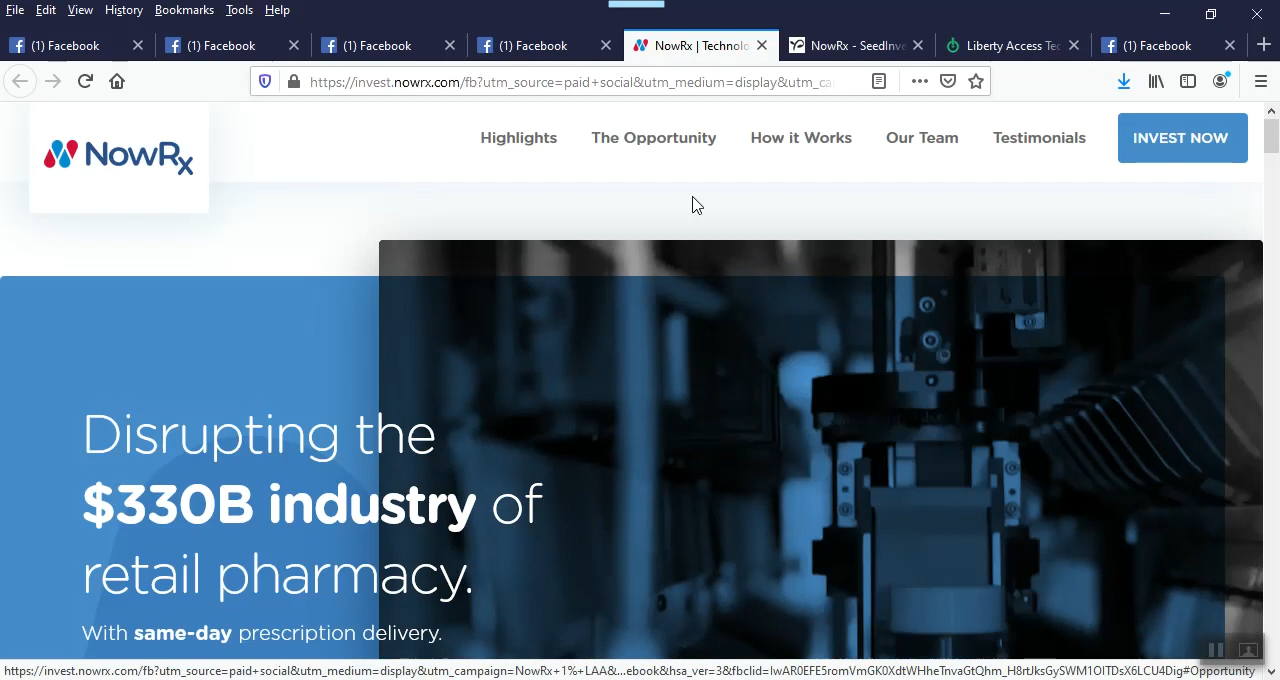 File Edit View History Bookmarks Tools Help
(1) Facebook (1) Facebook (1) Facebook (1) Facebook NowRx | Technolo NowRx - SeedInve Liberty Access Tec (1) Facebook
https://invest.nowrx.com/fb?utm_source=paid+social&utm_medium=display&utm_ca
NowRx Highlights The Opportunity How it Works Our Team Testimonials INVEST NOW
Disrupting the
$330B industry of
retail pharmacy.
With same-day prescription delivery.
https://invest.nowrx.com/fb?utm_source=paid+social&utm_medium=display&utm_campaign=NowRx+1%+LAA&...ebook&hsa_ver=3&fbclid=IwAR0EFE5romVmGK0XdtWHheTnvaGtQhm_H8rtJksGySWM1OlTDsX6LCU4Dig#Opportunity